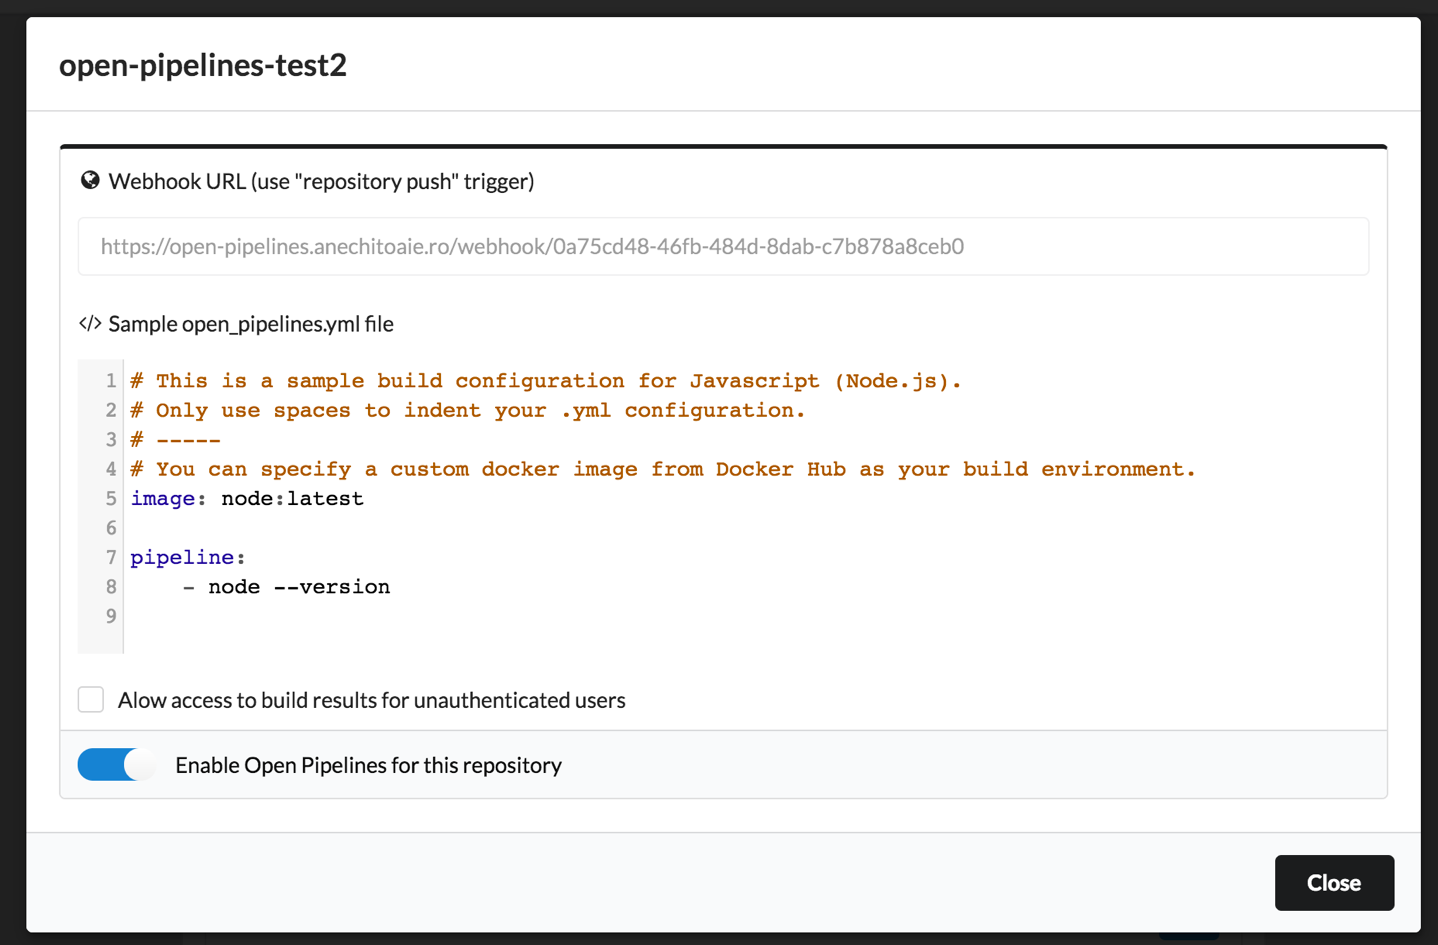 open-pipelines-test2
Webhook URL (use "repository push" trigger)
https://open-pipelines.anechitoaie.ro/webhook/0a75cd48-46fb-484d-8dab-c7b878a8ceb0
</> Sample open_pipelines.yml file
1 # This is a sample build configuration for Javascript (Node.js).
2 # Only use spaces to indent your .yml configuration.
3 # -----
4 # You can specify a custom docker image from Docker Hub as your build environment.
5 image: node:latest
6
7 pipeline:
8     - node --version
9
Alow access to build results for unauthenticated users
Enable Open Pipelines for this repository
Close